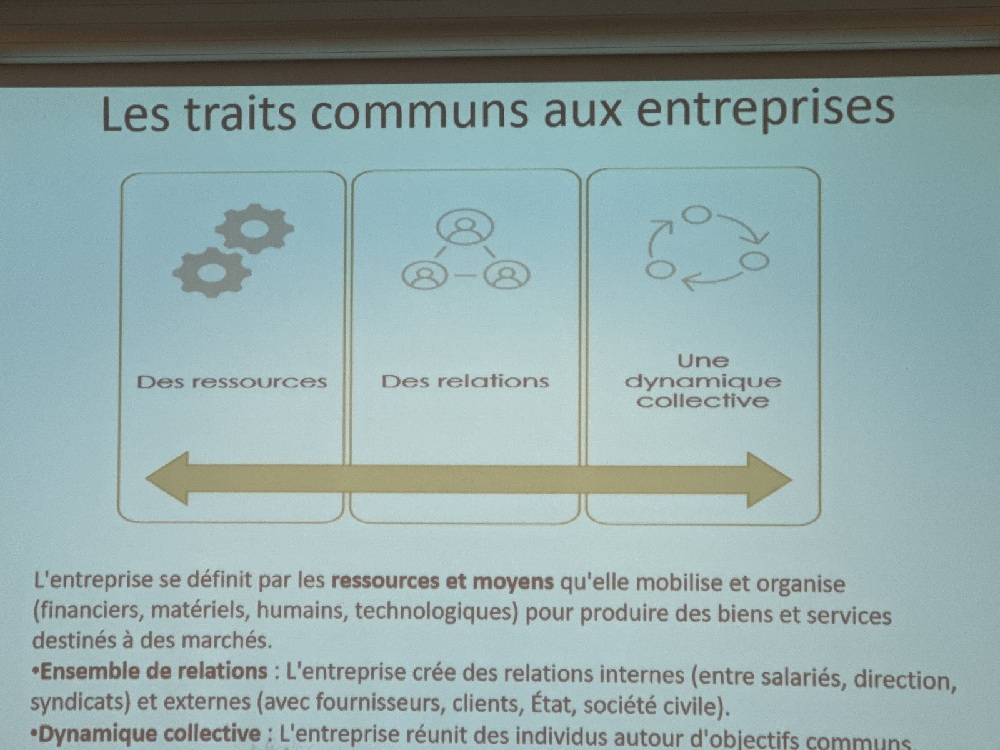 Les traits communs aux entreprises
Des ressources
Des relations
Une
dynamique
collective
L'entreprise se définit par les ressources et moyens qu'elle mobilise et organise
(financiers, matériels, humains, technologiques) pour produire des biens et services
destinés à des marchés.
•Ensemble de relations : L'entreprise crée des relations internes (entre salariés, direction,
syndicats) et externes (avec fournisseurs, clients, État, société civile).
•Dynamique collective : L'entreprise réunit des individus autour d'objectifs communs